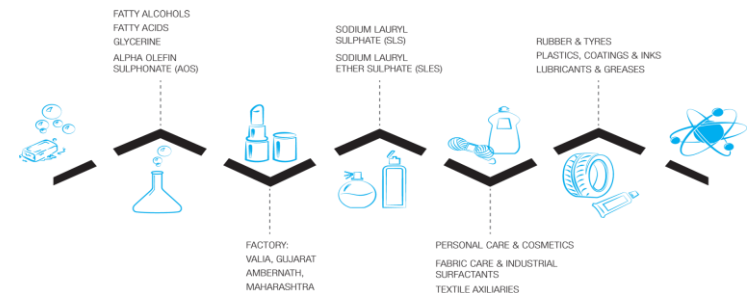 FATTY ALCOHOLS
FATTY ACIDS
GLYCERINE
ALPHA OLEFIN
SULPHONATE (AOS)
SODIUM LAURYL
SULPHATE (SLS)
SODIUM LAURYL
ETHER SULPHATE (SLES)
RUBBER & TYRES
PLASTICS, COATINGS & INKS
LUBRICANTS & GREASES
FACTORY:
VALIA, GUJARAT
AMBERNATH,
MAHARASHTRA
PERSONAL CARE & COSMETICS
FABRIC CARE & INDUSTRIAL
SURFACTANTS
TEXTILE AXILIARIES